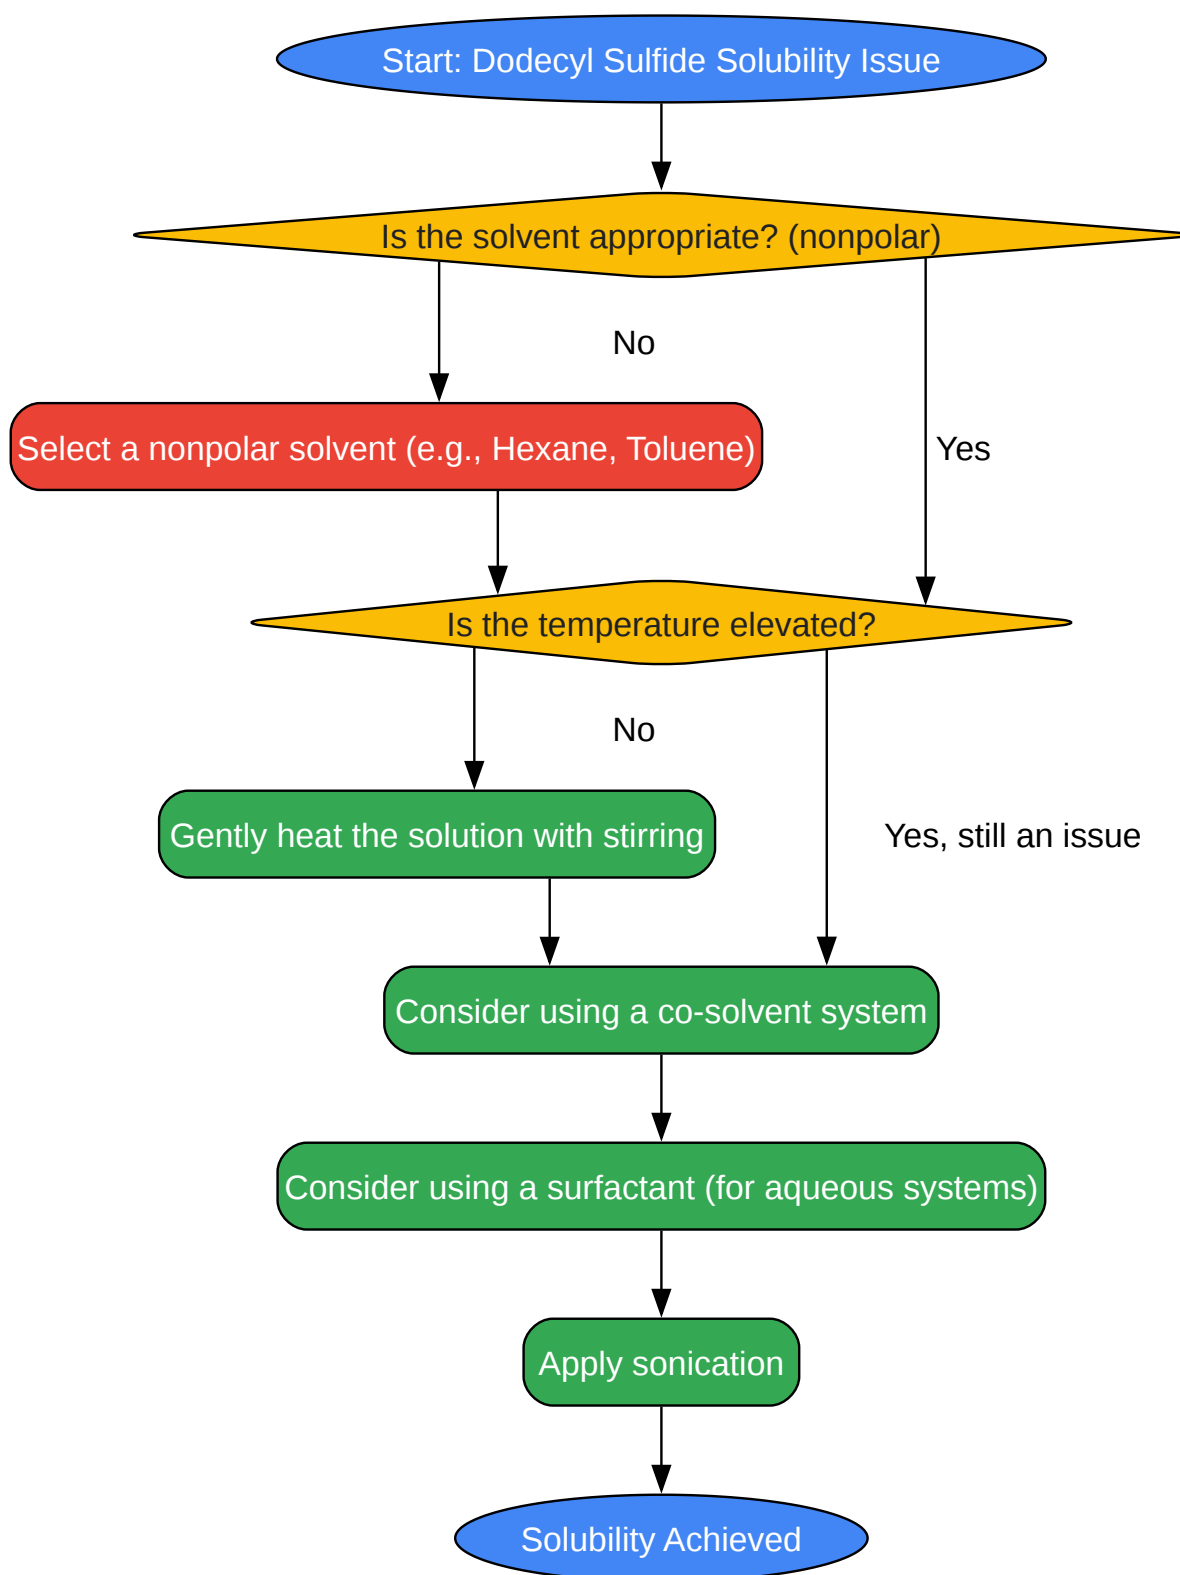 Start: Dodecyl Sulfide Solubility Issue
Is the solvent appropriate? (nonpolar)
No
Select a nonpolar solvent (e.g., Hexane, Toluene)
Yes
Is the temperature elevated?
No
Gently heat the solution with stirring
Yes, still an issue
Consider using a co-solvent system
Consider using a surfactant (for aqueous systems)
Apply sonication
Solubility Achieved